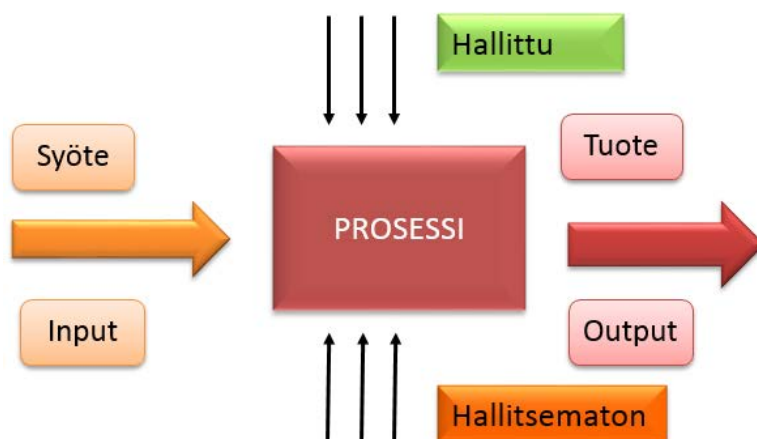 Hallittu
Syöte
Tuote
PROSESSI
Input
Output
Hallitsematon